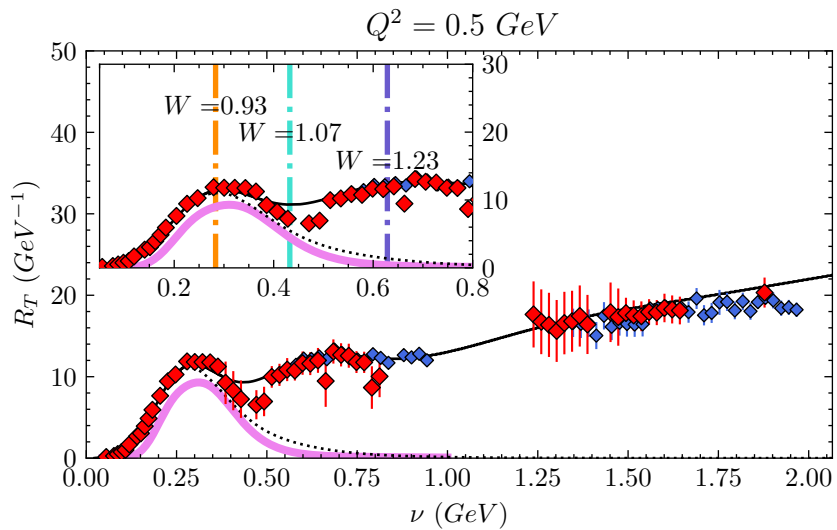 $Q^2 = 0.5\ GeV$
50
40
30
20
10
0
$R_T\ (GeV^{-1})$
30
20
10
0
W =0.93
W =1.07
W =1.23
0.2 0.4 0.6 0.8
0.00 0.25 0.50 0.75 1.00 1.25 1.50 1.75 2.00
$\nu\ (GeV)$